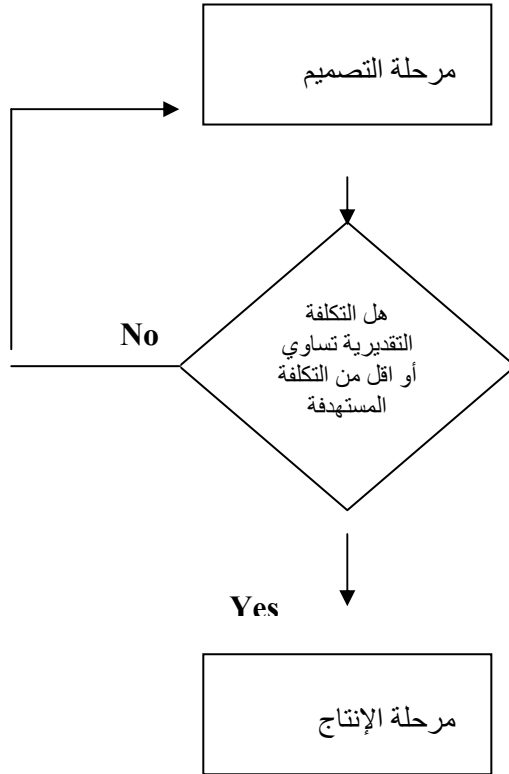 مرحلة التصميم
هل التكلفة
التقديرية تساوي
أو اقل من التكلفة
المستهدفة
No
Yes
مرحلة الإنتاج